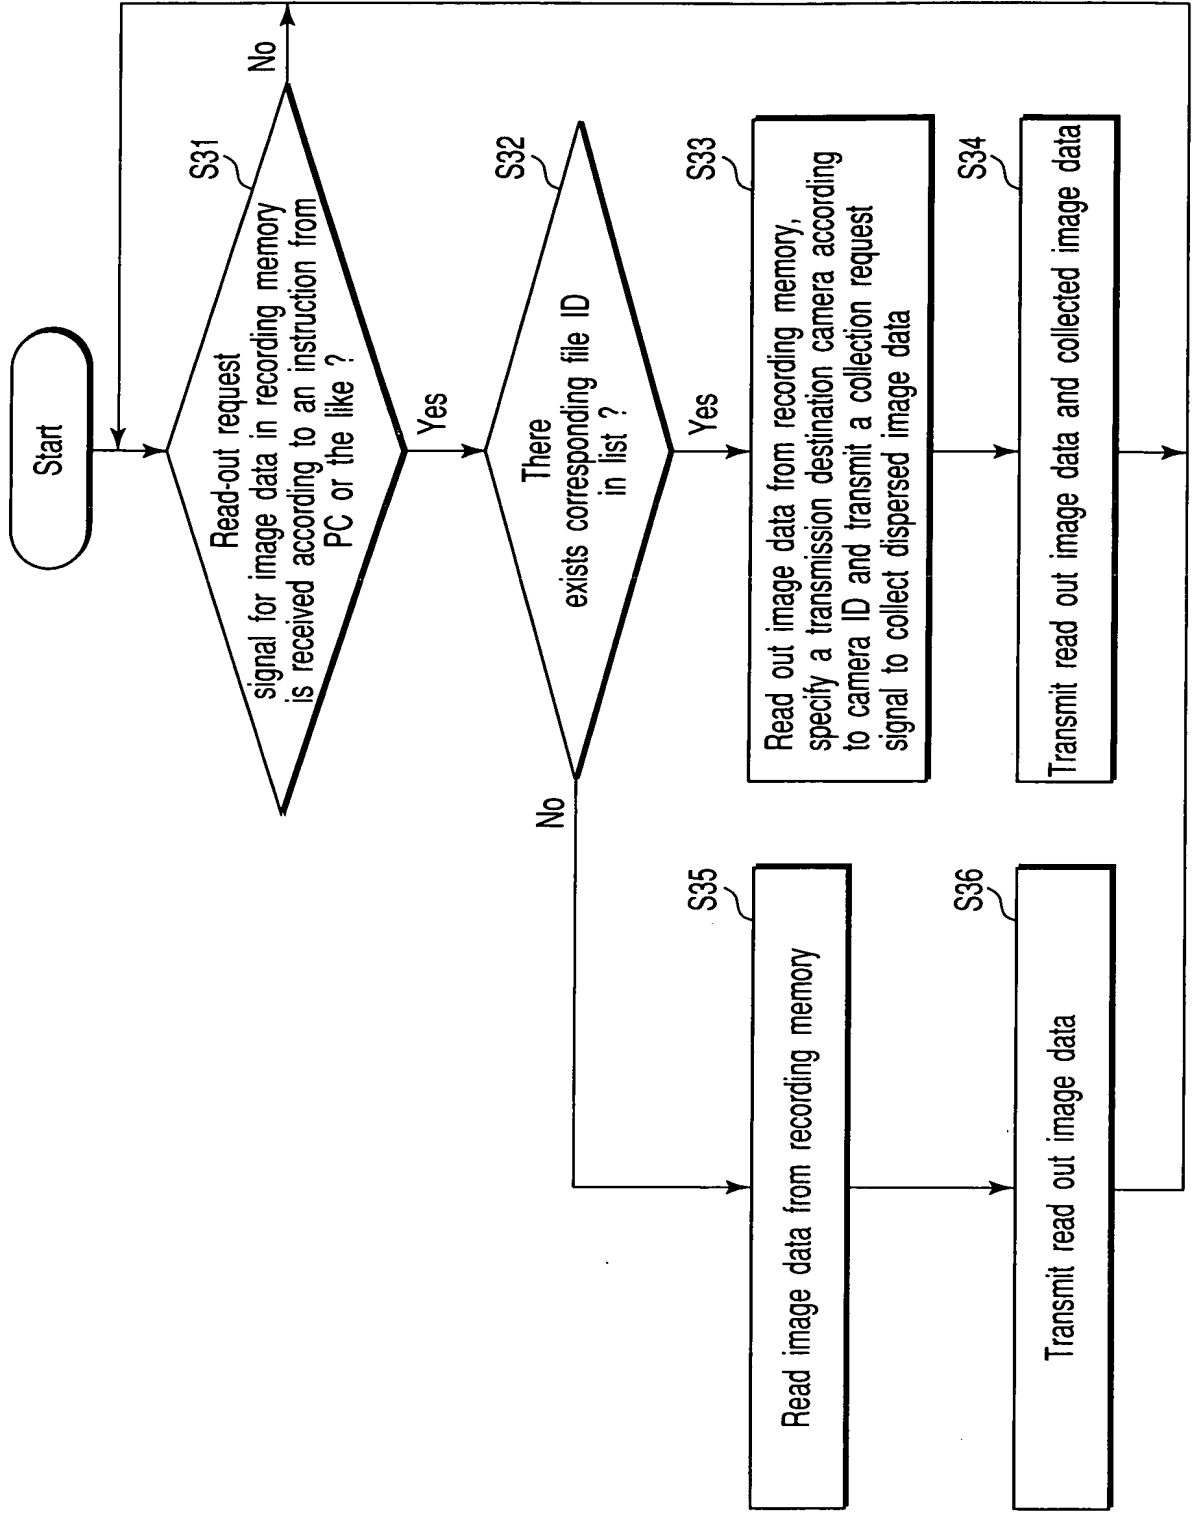 Start
S31
Read-out request
signal for image data in recording memory
is received according to an instruction from
PC or the like ?
No
Yes
S32
There
exists corresponding file ID
in list ?
No
Yes
S33
Read out image data from recording memory,
specify a transmission destination camera according
to camera ID and transmit a collection request
signal to collect dispersed image data
S34
Transmit read out image data and collected image data
S35
Read image data from recording memory
S36
Transmit read out image data